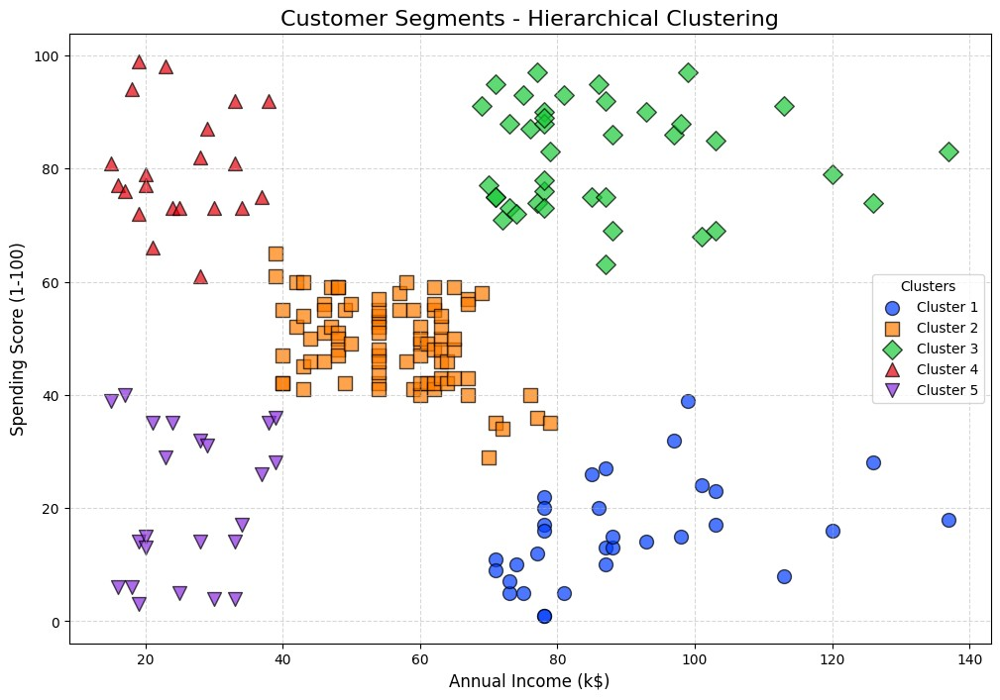 Customer Segments - Hierarchical Clustering
100
80
60
40
20
0
Spending Score (1-100)
Clusters
Cluster 1
Cluster 2
Cluster 3
Cluster 4
Cluster 5
20 40 60 80 100 120 140
Annual Income (k$)